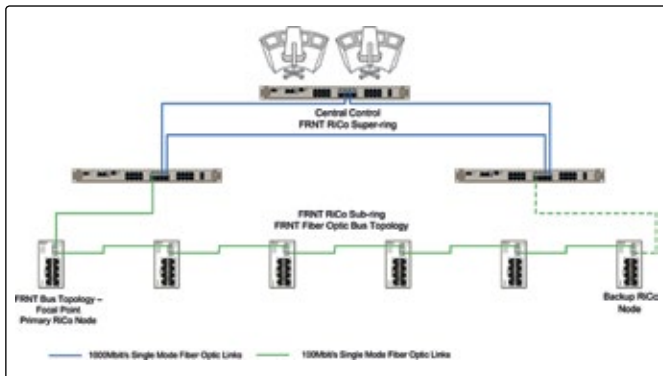 Central Control
FRNT RiCo Super-ring
FRNT RiCo Sub-ring
FRNT Fiber Optic Bus Topology
FRNT Bus Topology –
Focal Point
Primary RiCo Node
Backup RiCo
Node
1000Mbit/s Single Mode Fiber Optic Links
100Mbit/s Single Mode Fiber Optic Links